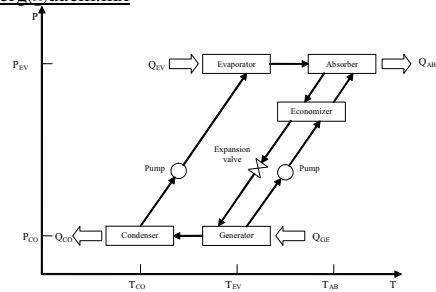 P
P_EV
Q_EV
Evaporator
Absorber
Q_AB
Economizer
Expansion
valve
Pump
Pump
P_CO
Q_CO
Condenser
Generator
Q_GE
T_CO
T_EV
T_AB
T